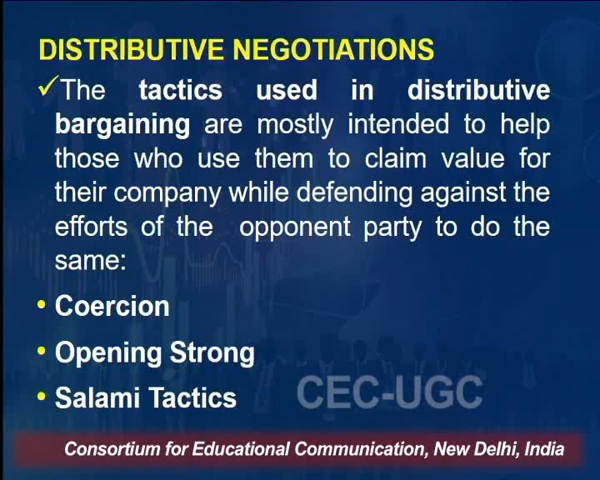 DISTRIBUTIVE NEGOTIATIONS
✓The tactics used in distributive
bargaining are mostly intended to help
those who use them to claim value for
their company while defending against the
efforts of the opponent party to do the
same:
• Coercion
• Opening Strong
• Salami Tactics
CEC-UGC
Consortium for Educational Communication, New Delhi, India